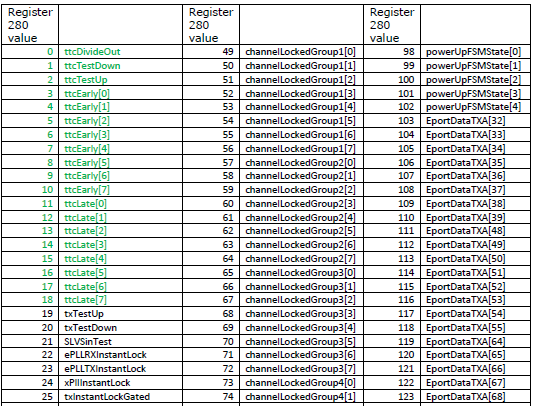 Register 280 value Register 280 value Register 280 value
0 ttcDivideOut 49 channelLockedGroup1[0] 98 powerUpFSMState[0]
1 ttcTestDown 50 channelLockedGroup1[1] 99 powerUpFSMState[1]
2 ttcTestUp 51 channelLockedGroup1[2] 100 powerUpFSMState[2]
3 ttcEarly[0] 52 channelLockedGroup1[3] 101 powerUpFSMState[3]
4 ttcEarly[1] 53 channelLockedGroup1[4] 102 powerUpFSMState[4]
5 ttcEarly[2] 54 channelLockedGroup1[5] 103 EportDataTXA[32]
6 ttcEarly[3] 55 channelLockedGroup1[6] 104 EportDataTXA[33]
7 ttcEarly[4] 56 channelLockedGroup1[7] 105 EportDataTXA[34]
8 ttcEarly[5] 57 channelLockedGroup2[0] 106 EportDataTXA[35]
9 ttcEarly[6] 58 channelLockedGroup2[1] 107 EportDataTXA[36]
10 ttcEarly[7] 59 channelLockedGroup2[2] 108 EportDataTXA[37]
11 ttcLate[0] 60 channelLockedGroup2[3] 109 EportDataTXA[38]
12 ttcLate[1] 61 channelLockedGroup2[4] 110 EportDataTXA[39]
13 ttcLate[2] 62 channelLockedGroup2[5] 111 EportDataTXA[48]
14 ttcLate[3] 63 channelLockedGroup2[6] 112 EportDataTXA[49]
15 ttcLate[4] 64 channelLockedGroup2[7] 113 EportDataTXA[50]
16 ttcLate[5] 65 channelLockedGroup3[0] 114 EportDataTXA[51]
17 ttcLate[6] 66 channelLockedGroup3[1] 115 EportDataTXA[52]
18 ttcLate[7] 67 channelLockedGroup3[2] 116 EportDataTXA[53]
19 txTestUp 68 channelLockedGroup3[3] 117 EportDataTXA[54]
20 txTestDown 69 channelLockedGroup3[4] 118 EportDataTXA[55]
21 SLVSinTest 70 channelLockedGroup3[5] 119 EportDataTXA[64]
22 ePLLRXInstantLock 71 channelLockedGroup3[6] 120 EportDataTXA[65]
23 ePLLTXInstantLock 72 channelLockedGroup3[7] 121 EportDataTXA[66]
24 xPllInstantLock 73 channelLockedGroup4[0] 122 EportDataTXA[67]
25 txInstantLockGated 74 channelLockedGroup4[1] 123 EportDataTXA[68]